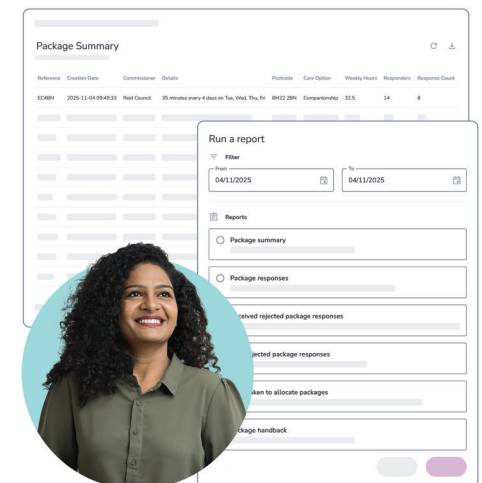 Package Summary
Reference Creation Date Commissioner Details Postcode Care Option Weekly Hours Responders Response Count
EC4BN 2025-11-04 09:49:33 Reid Council 35 minutes every 4 days on Tue, Wed, Thu, Fri BH22 2BN Companionship 32.5 14 8
Run a report
Filter
From To
04/11/2025 04/11/2025
Reports
Package summary
Package responses
ceived rejected package responses
jected package responses
ken to allocate packages
ckage handback